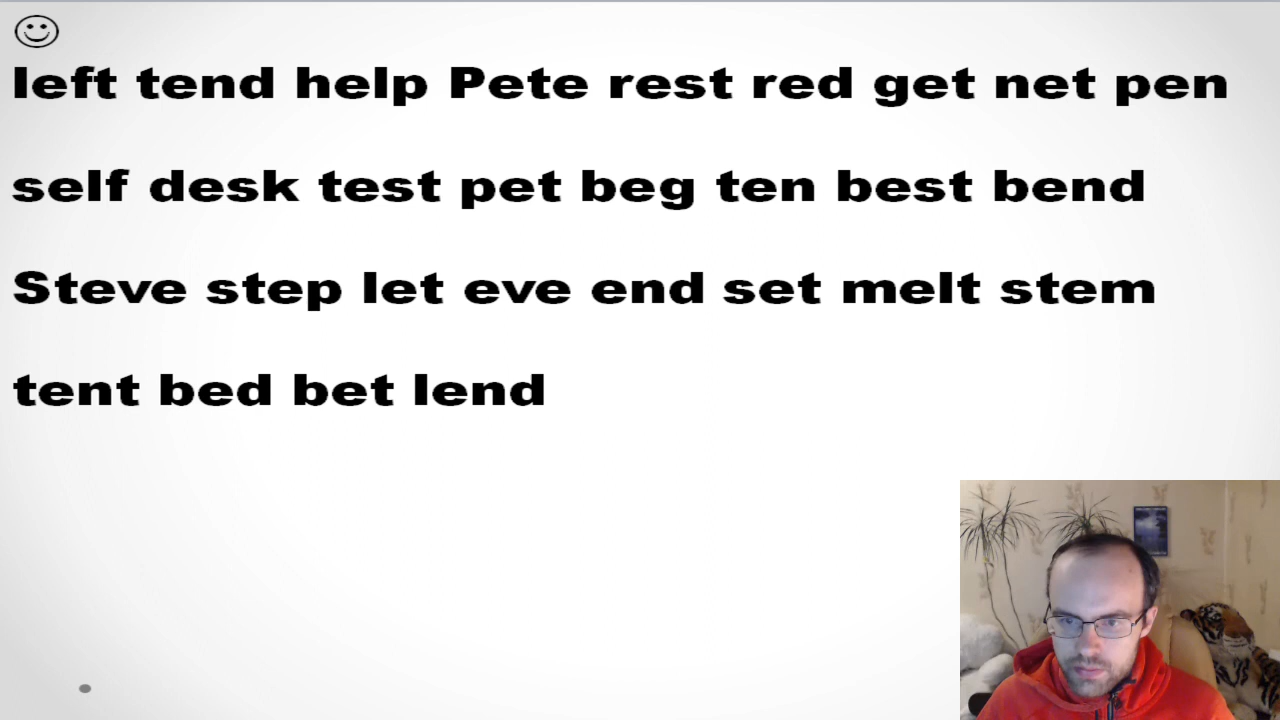 left tend help Pete rest red get net pen
self desk test pet beg ten best bend
Steve step let eve end set melt stem
tent bed bet lend